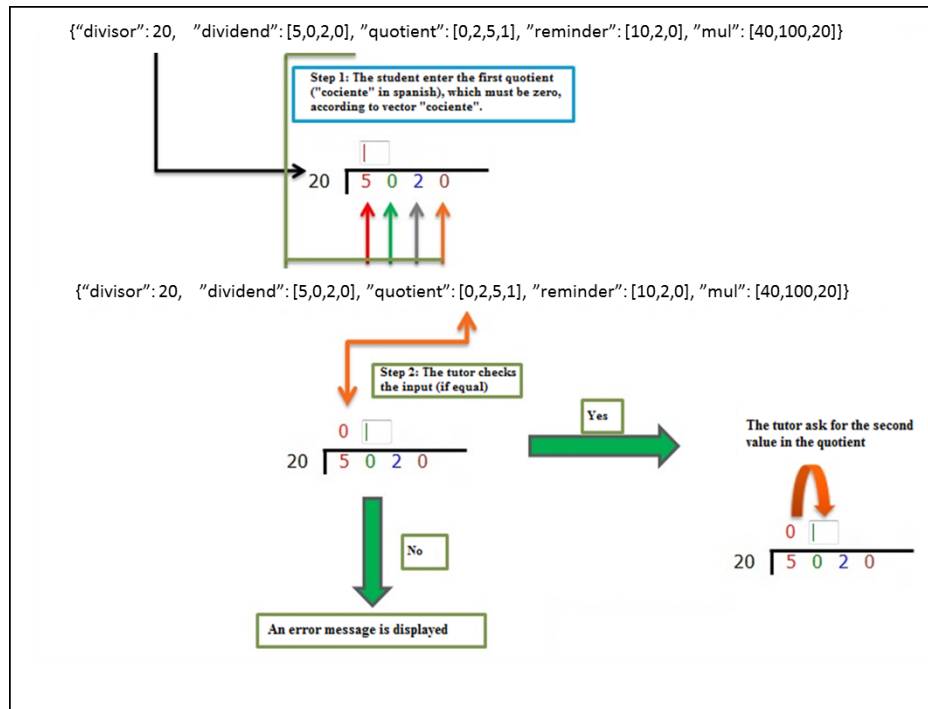 {“divisor”: 20, ”dividend”: [5,0,2,0], ”quotient”: [0,2,5,1], ”reminder”: [10,2,0], ”mul”: [40,100,20]}
Step 1: The student enter the first quotient
("cociente" in spanish), which must be zero,
according to vector "cociente".
20 5 0 2 0
{“divisor”: 20, ”dividend”: [5,0,2,0], ”quotient”: [0,2,5,1], ”reminder”: [10,2,0], ”mul”: [40,100,20]}
Step 2: The tutor checks
the input (if equal)
0
20 5 0 2 0
Yes
The tutor ask for the second
value in the quotient
0
20 5 0 2 0
No
An error message is displayed